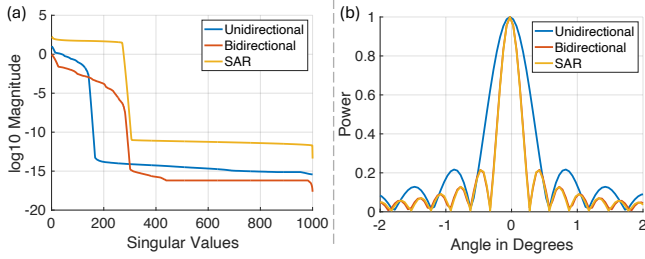 (a)
5
0
-5
-10
-15
-20
0
200
400
600
800
1000
log10 Magnitude
Singular Values
Unidirectional
Bidirectional
SAR
(b)
1
0.8
0.6
0.4
0.2
0
-2
-1
0
1
2
Power
Angle in Degrees
Unidirectional
Bidirectional
SAR